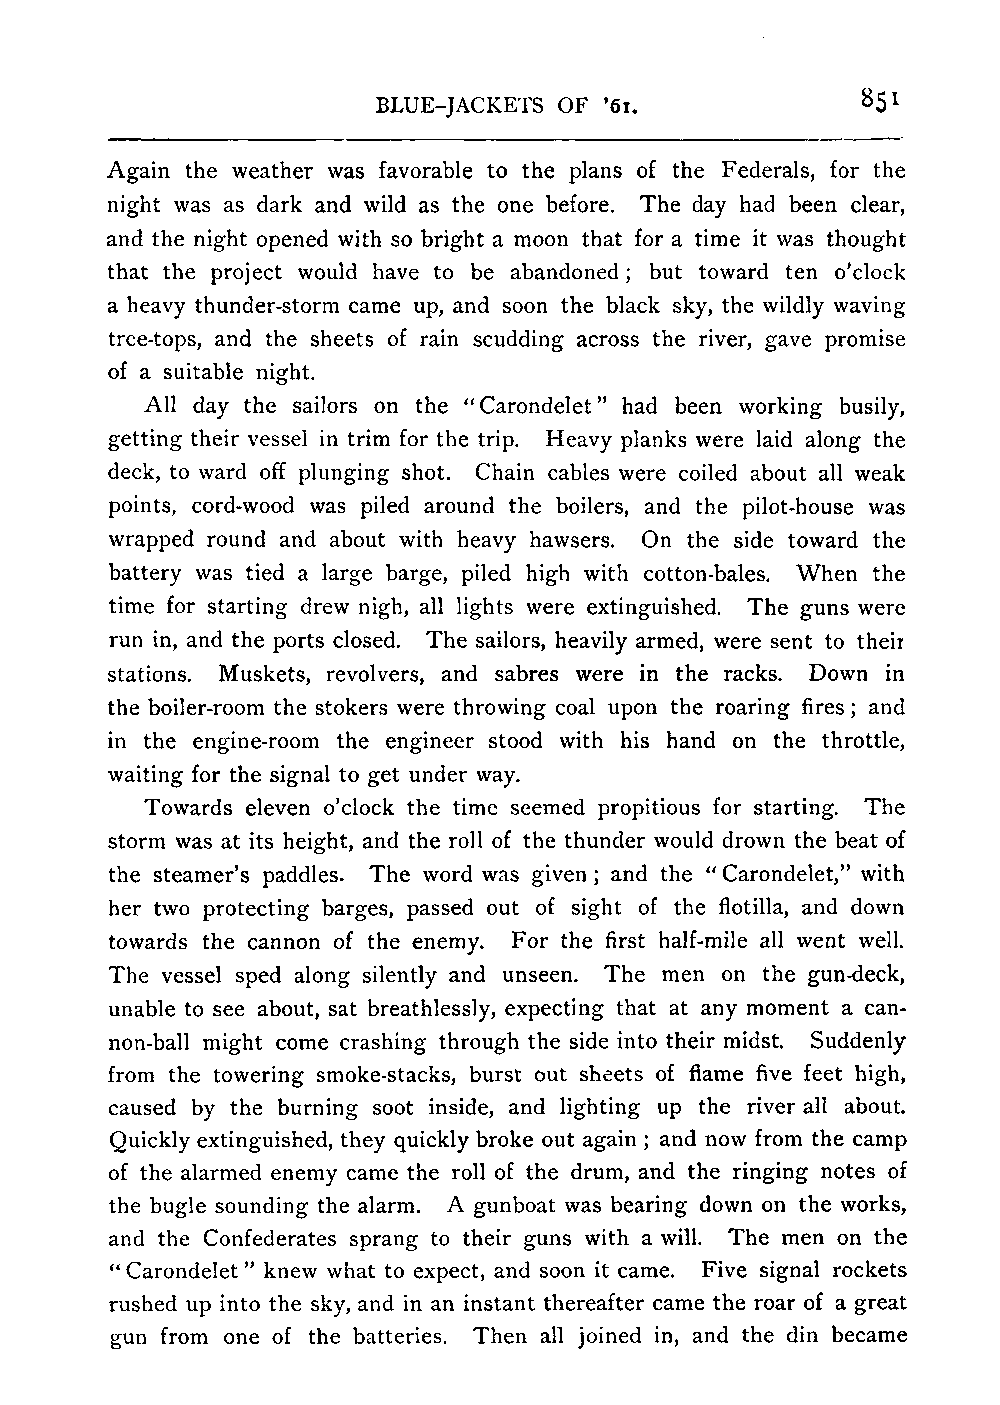 BLUE-JACKETS OF '61. 851
Again the weather was favorable to the plans of the Federals, for the
night was as dark and wild as the one before. The day had been clear,
and the night opened with so bright a moon that for a time it was thought
that the project would have to be abandoned; but toward ten o'clock
a heavy thunder-storm came up, and soon the black sky, the wildly waving
tree-tops, and the sheets of rain scudding across the river, gave promise
of a suitable night.
All day the sailors on the "Carondelet" had been working busily,
getting their vessel in trim for the trip. Heavy planks were laid along the
deck, to ward off plunging shot. Chain cables were coiled about all weak
points, cord-wood was piled around the boilers, and the pilot-house was
wrapped round and about with heavy hawsers. On the side toward the
battery was tied a large barge, piled high with cotton-bales. When the
time for starting drew nigh, all lights were extinguished. The guns were
run in, and the ports closed. The sailors, heavily armed, were sent to their
stations. Muskets, revolvers, and sabres were in the racks. Down in
the boiler-room the stokers were throwing coal upon the roaring fires; and
in the engine-room the engineer stood with his hand on the throttle,
waiting for the signal to get under way.
Towards eleven o'clock the time seemed propitious for starting. The
storm was at its height, and the roll of the thunder would drown the beat of
the steamer's paddles. The word was given; and the "Carondelet," with
her two protecting barges, passed out of sight of the flotilla, and down
towards the cannon of the enemy. For the first half-mile all went well.
The vessel sped along silently and unseen. The men on the gun-deck,
unable to see about, sat breathlessly, expecting that at any moment a can-
non-ball might come crashing through the side into their midst. Suddenly
from the towering smoke-stacks, burst out sheets of flame five feet high,
caused by the burning soot inside, and lighting up the river all about.
Quickly extinguished, they quickly broke out again; and now from the camp
of the alarmed enemy came the roll of the drum, and the ringing notes of
the bugle sounding the alarm. A gunboat was bearing down on the works,
and the Confederates sprang to their guns with a will. The men on the
"Carondelet" knew what to expect, and soon it came. Five signal rockets
rushed up into the sky, and in an instant thereafter came the roar of a great
gun from one of the batteries. Then all joined in, and the din became